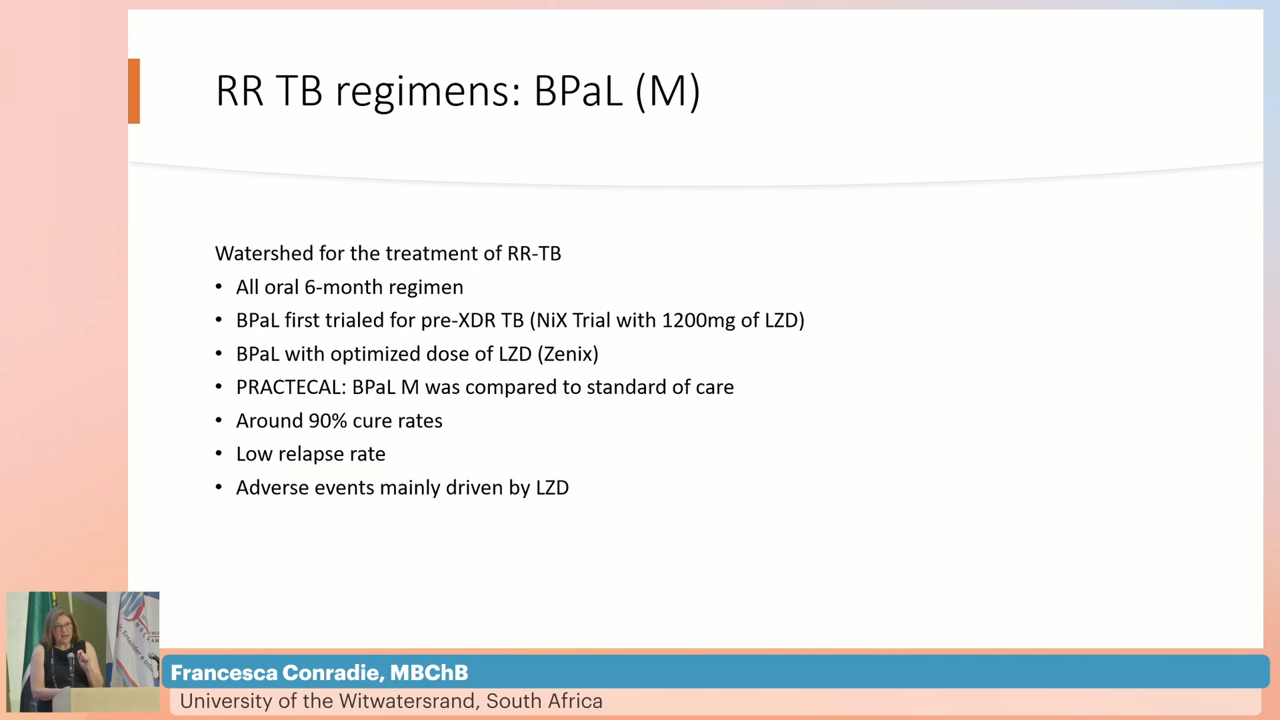 RR TB regimens: BPaL (M)
Watershed for the treatment of RR-TB
• All oral 6-month regimen
• BPaL first trialed for pre-XDR TB (NiX Trial with 1200mg of LZD)
• BPaL with optimized dose of LZD (Zenix)
• PRACTECAL: BPaL M was compared to standard of care
• Around 90% cure rates
• Low relapse rate
• Adverse events mainly driven by LZD
Francesca Conradie, MBChB
University of the Witwatersrand, South Africa